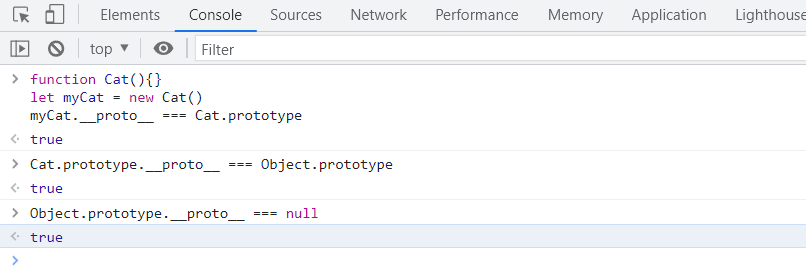 Elements Console Sources Network Performance Memory Application Lighthouse
top Filter
function Cat(){}
let myCat = new Cat()
myCat.__proto__ === Cat.prototype
true
Cat.prototype.__proto__ === Object.prototype
true
Object.prototype.__proto__ === null
true